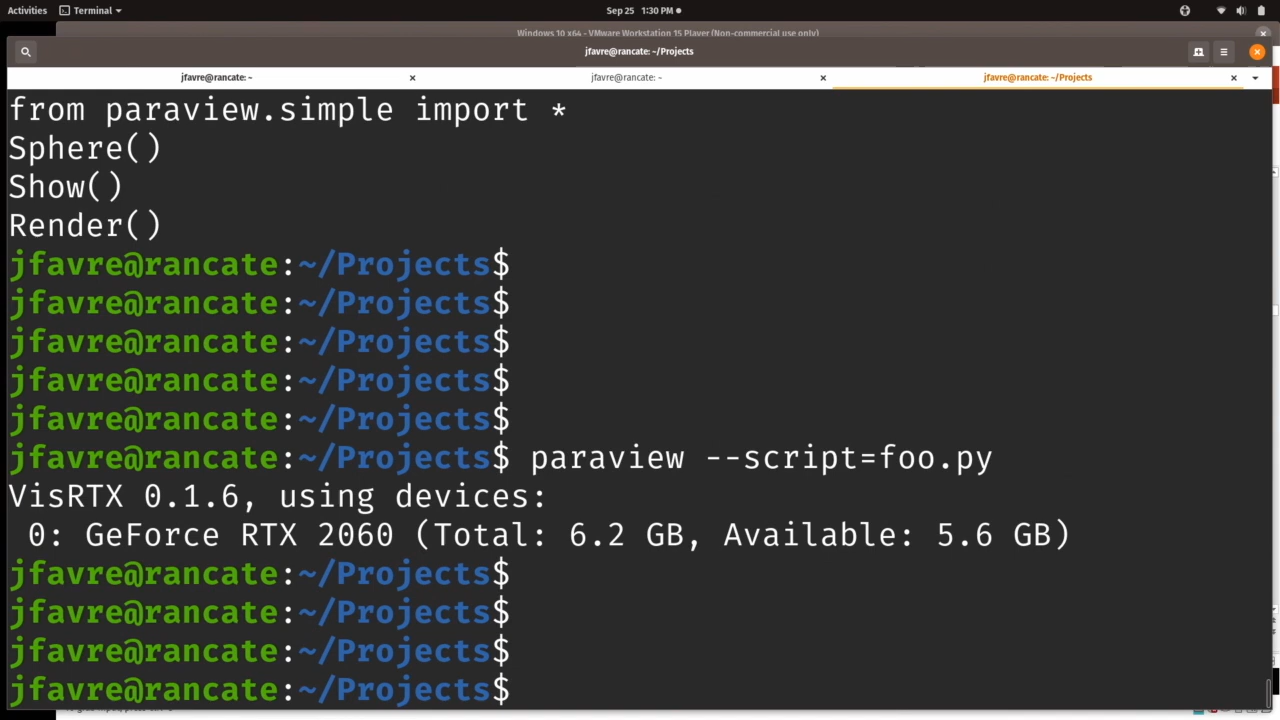 Activities Terminal Sep 25 1:30 PM
Windows 10 x64 - VMware Workstation 15 Player (Non-commercial use only)
jfavre@rancate: ~/Projects
jfavre@rancate: ~ jfavre@rancate: ~ jfavre@rancate: ~/Projects
from paraview.simple import *
Sphere()
Show()
Render()
jfavre@rancate:~/Projects$
jfavre@rancate:~/Projects$
jfavre@rancate:~/Projects$
jfavre@rancate:~/Projects$
jfavre@rancate:~/Projects$
jfavre@rancate:~/Projects$ paraview --script=foo.py
VisRTX 0.1.6, using devices:
0: GeForce RTX 2060 (Total: 6.2 GB, Available: 5.6 GB)
jfavre@rancate:~/Projects$
jfavre@rancate:~/Projects$
jfavre@rancate:~/Projects$
jfavre@rancate:~/Projects$